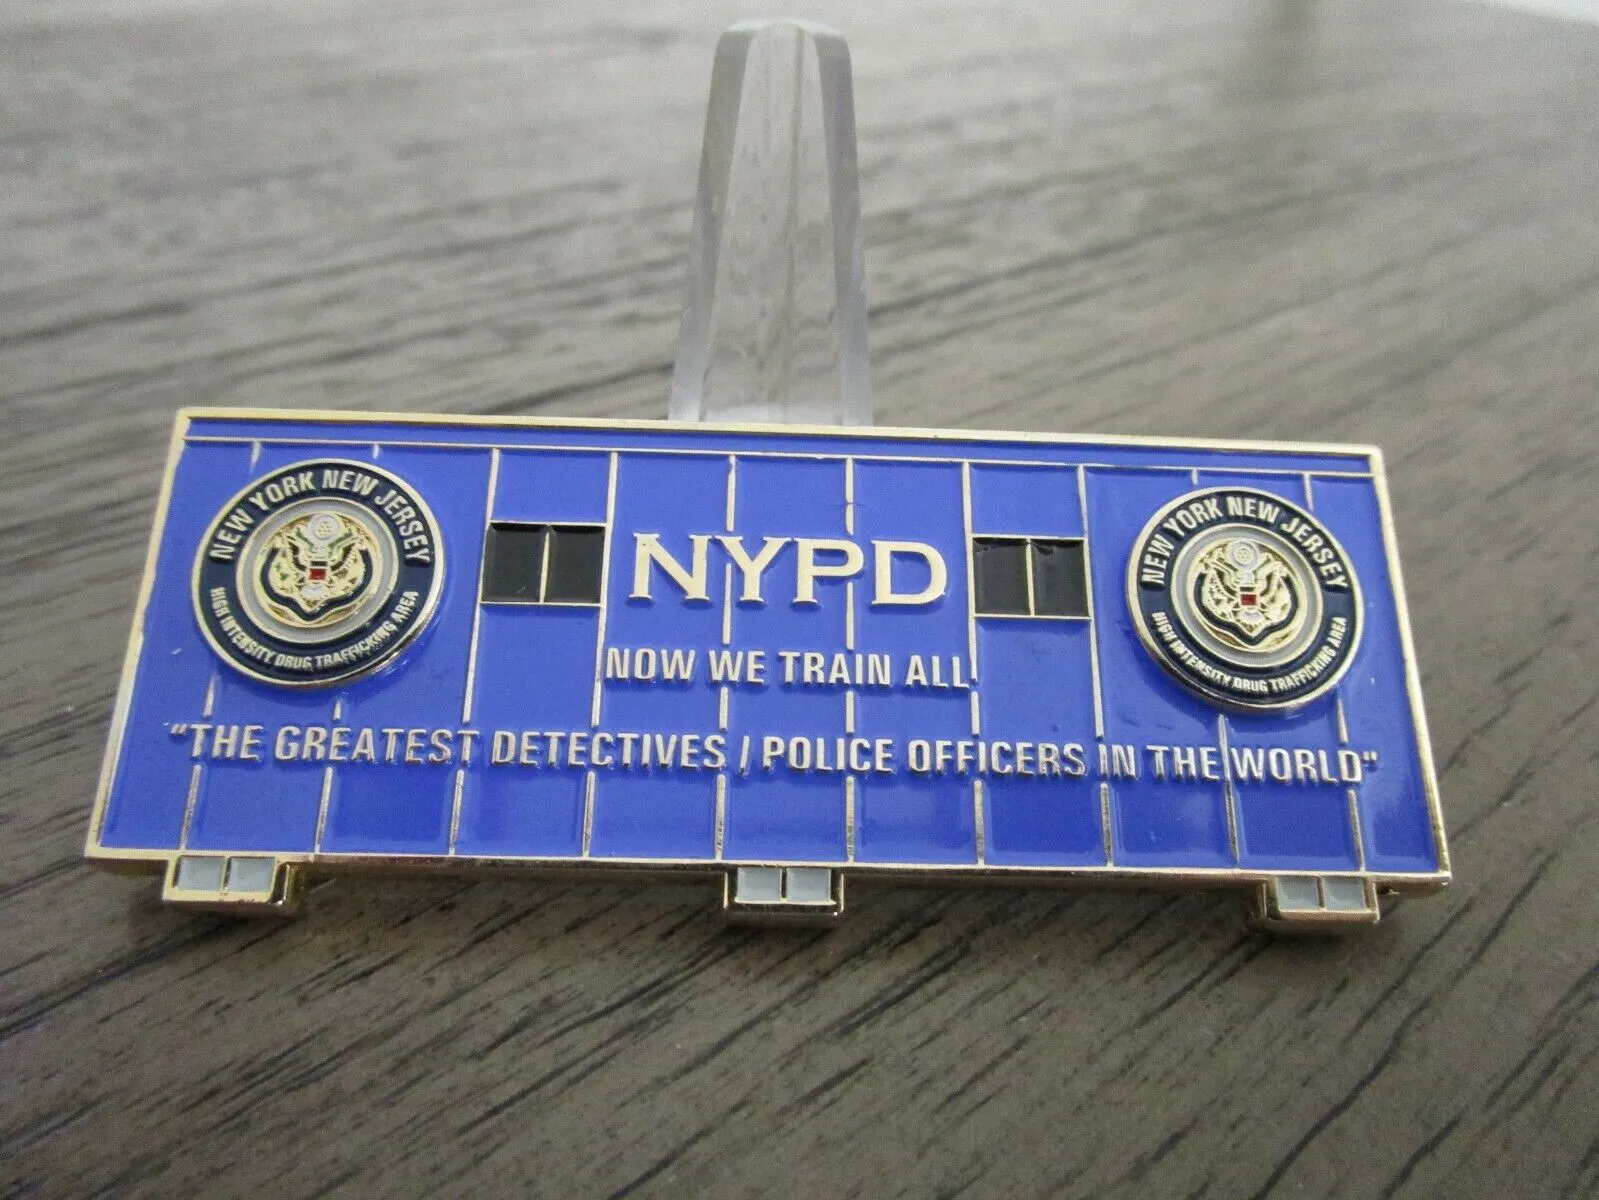 NEW YORK NEW JERSEY
HIGH INTENSITY DRUG TRAFFICKING AREA
NYPD
NOW WE TRAIN ALL
"THE GREATEST DETECTIVES / POLICE OFFICERS IN THE WORLD"
NEW YORK NEW JERSEY
HIGH INTENSITY DRUG TRAFFICKING AREA